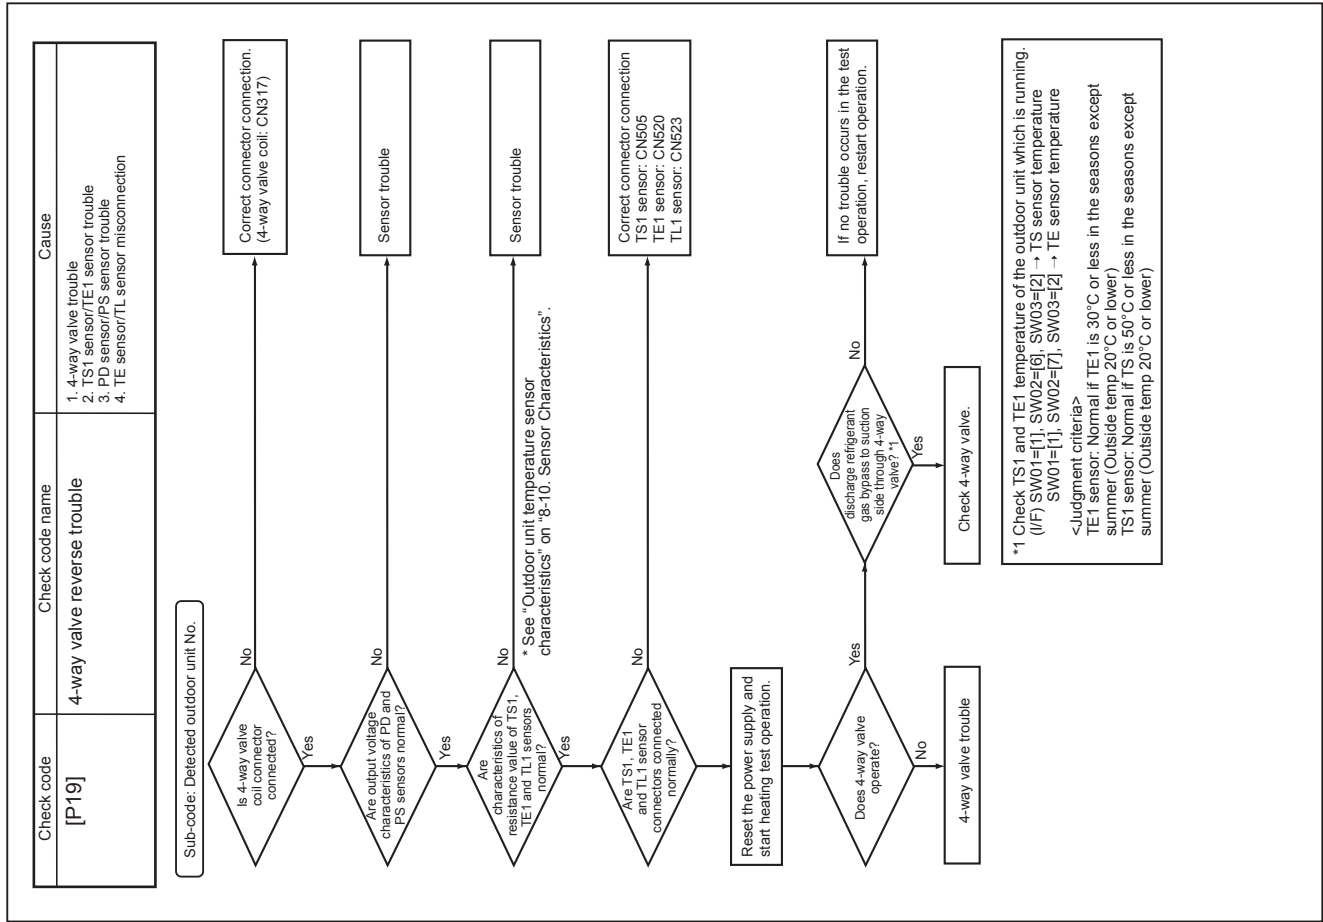 Check code
Check code name
Cause
[P19]
4-way valve reverse trouble
1. 4-way valve trouble
2. TS1 sensor/TE1 sensor trouble
3. PD sensor/PS sensor trouble
4. TE sensor/TL sensor misconnection
Sub-code: Detected outdoor unit No.
Is 4-way valve
coil connector
connected?
No
Correct connector connection.
(4-way valve coil: CN317)
Yes
Are output voltage
characteristics of PD and
PS sensors normal?
No
Sensor trouble
Yes
Are
characteristics of
resistance value of TS1,
TE1 and TL1 sensors
normal?
No
Sensor trouble
* See “Outdoor unit temperature sensor
characteristics” on “8-10. Sensor Characteristics”.
Yes
Are TS1, TE1
and TL1 sensor
connectors connected
normally?
No
Correct connector connection
TS1 sensor: CN505
TE1 sensor: CN520
TL1 sensor: CN523
Reset the power supply and
start heating test operation.
Does 4-way valve
operate?
Yes
No
4-way valve trouble
Does
discharge refrigerant
gas bypass to suction
side through 4-way
valve? *1
No
If no trouble occurs in the test
operation, restart operation.
Yes
Check 4-way valve.
*1 Check TS1 and TE1 temperature of the outdoor unit which is running.
(I/F) SW01=[1], SW02=[6], SW03=[2] → TS sensor temperature
SW01=[1], SW02=[7], SW03=[2] → TE sensor temperature
<Judgment criteria>
TE1 sensor: Normal if TE1 is 30°C or less in the seasons except
summer (Outside temp 20°C or lower)
TS1 sensor: Normal if TS is 50°C or less in the seasons except
summer (Outside temp 20°C or lower)